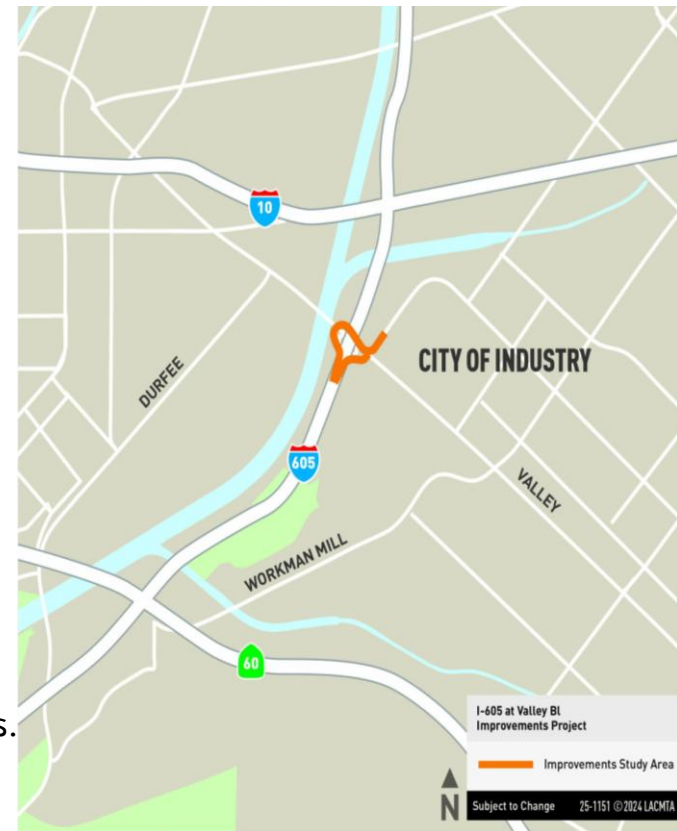 10
CITY OF INDUSTRY
DURFEE
605
VALLEY
WORKMAN MILL
60
s.
I-605 at Valley Bl
Improvements Project
Improvements Study Area
N
Subject to Change 25-1151 ©2024 LACMTA